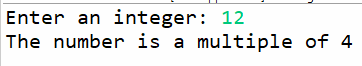 Enter an integer: 12
The number is a multiple of 4